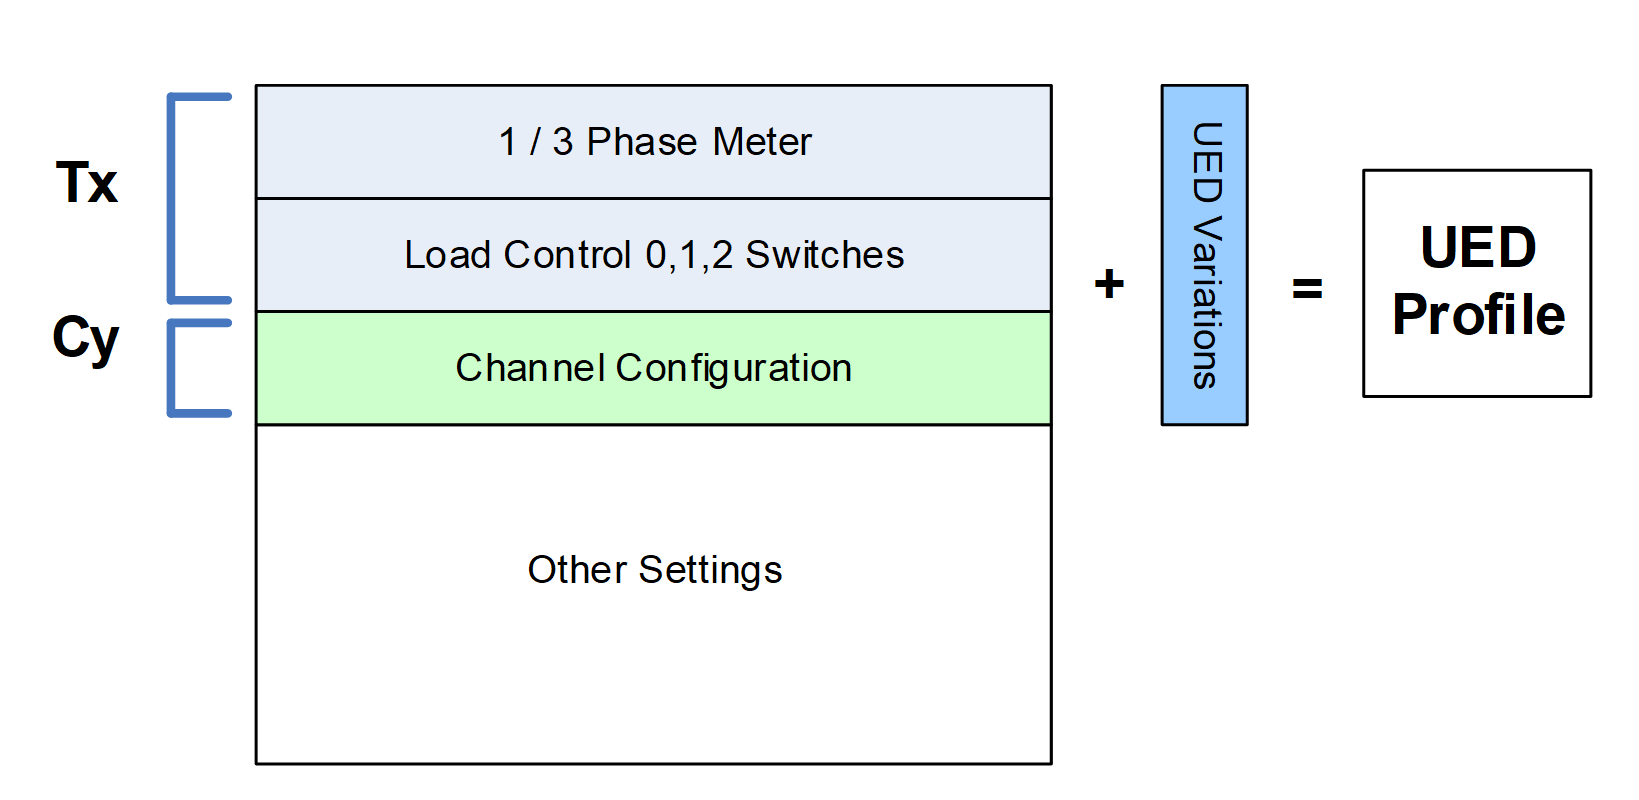 Tx
1 / 3 Phase Meter
Load Control 0,1,2 Switches
Cy
Channel Configuration
Other Settings
+
UED Variations
=
UED
Profile